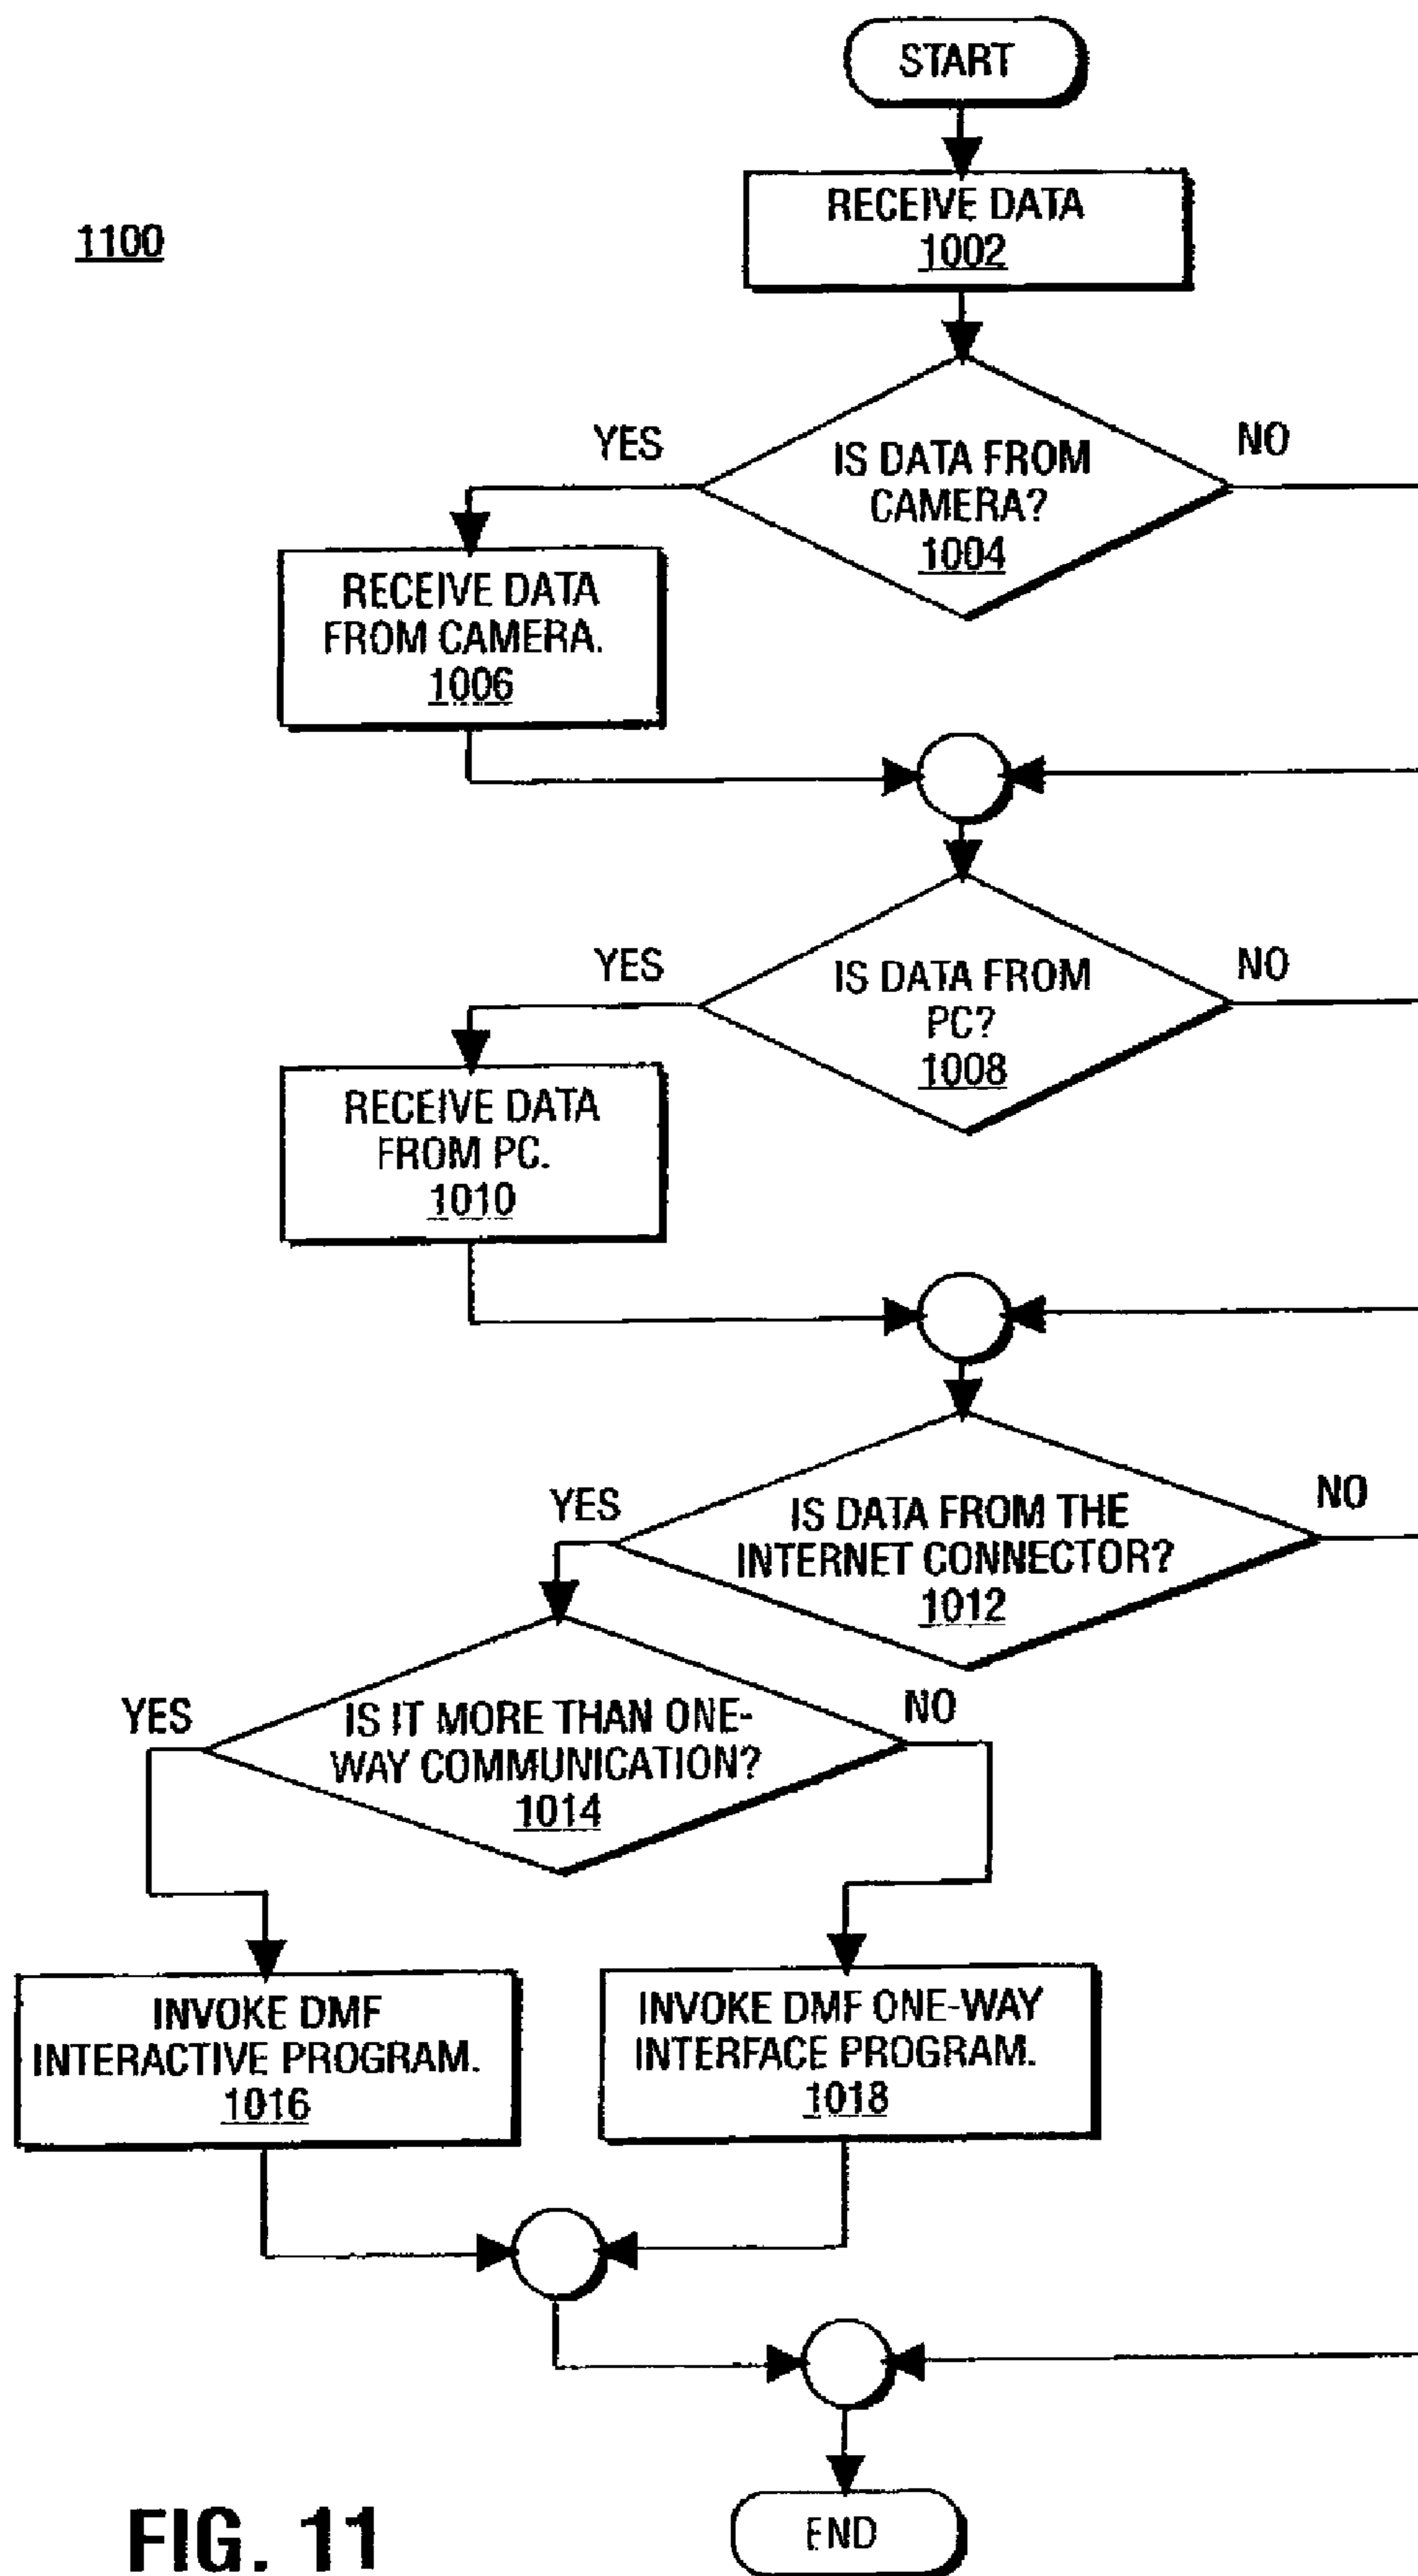 START
1100
RECEIVE DATA
1002
YES
NO
IS DATA FROM
CAMERA?
1004
RECEIVE DATA
FROM CAMERA.
1006
YES
NO
IS DATA FROM
PC?
1008
RECEIVE DATA
FROM PC.
1010
YES
NO
IS DATA FROM THE
INTERNET CONNECTOR?
1012
YES
NO
IS IT MORE THAN ONE-
WAY COMMUNICATION?
1014
INVOKE DMF
INTERACTIVE PROGRAM.
1016
INVOKE DMF ONE-WAY
INTERFACE PROGRAM.
1018
END
FIG. 11